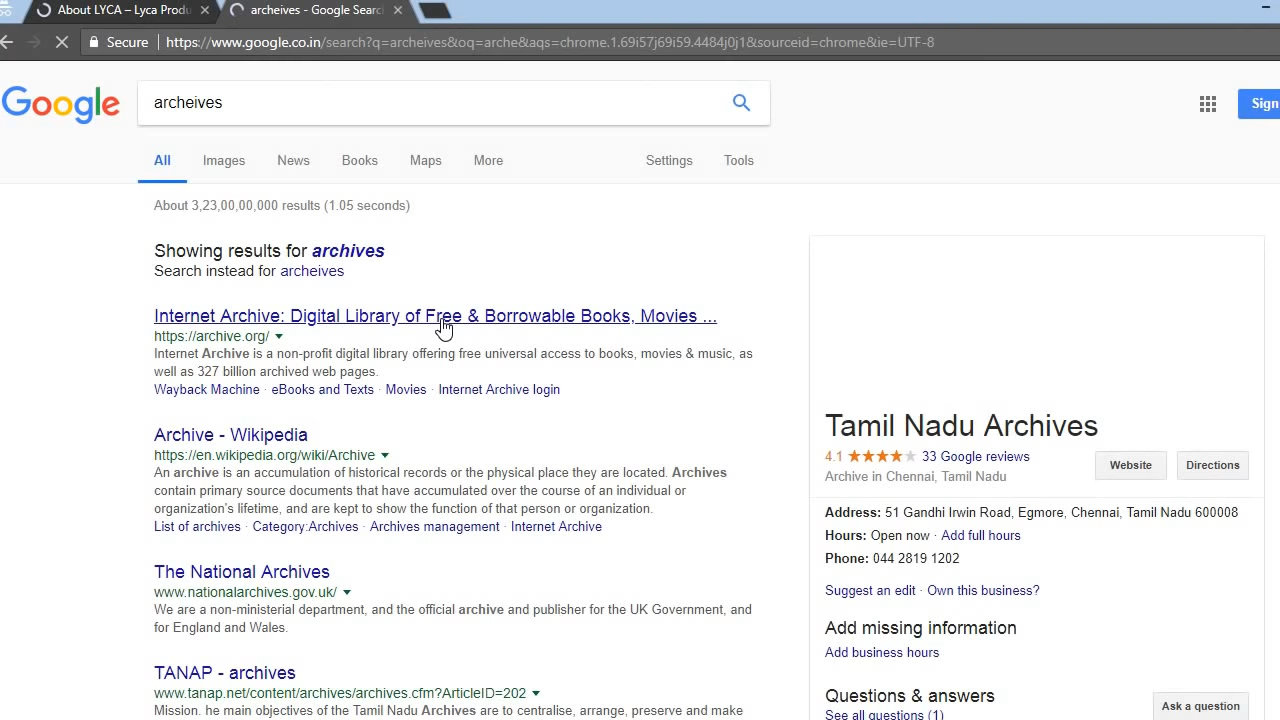 About LYCA – Lyca Produ
archeives - Google Searc
Secure
https://www.google.co.in/search?q=archeives&oq=arche&aqs=chrome.1.69i57j69i59.4484j0j1&sourceid=chrome&ie=UTF-8
Google
archeives
Sign
All Images News Books Maps More Settings Tools
About 3,23,00,00,000 results (1.05 seconds)
Showing results for archives
Search instead for archeives
Internet Archive: Digital Library of Free & Borrowable Books, Movies ...
https://archive.org/
Internet Archive is a non-profit digital library offering free universal access to books, movies & music, as
well as 327 billion archived web pages.
Wayback Machine · eBooks and Texts · Movies · Internet Archive login
Archive - Wikipedia
https://en.wikipedia.org/wiki/Archive
An archive is an accumulation of historical records or the physical place they are located. Archives
contain primary source documents that have accumulated over the course of an individual or
organization's lifetime, and are kept to show the function of that person or organization.
List of archives · Category:Archives · Archives management · Internet Archive
The National Archives
www.nationalarchives.gov.uk/
We are a non-ministerial department, and the official archive and publisher for the UK Government, and
for England and Wales.
TANAP - archives
www.tanap.net/content/archives/archives.cfm?ArticleID=202
Mission. he main objectives of the Tamil Nadu Archives are to centralise, arrange, preserve and make
Tamil Nadu Archives
4.1 33 Google reviews
Archive in Chennai, Tamil Nadu
Website
Directions
Address: 51 Gandhi Irwin Road, Egmore, Chennai, Tamil Nadu 600008
Hours: Open now · Add full hours
Phone: 044 2819 1202
Suggest an edit · Own this business?
Add missing information
Add business hours
Questions & answers
See all questions (1)
Ask a question